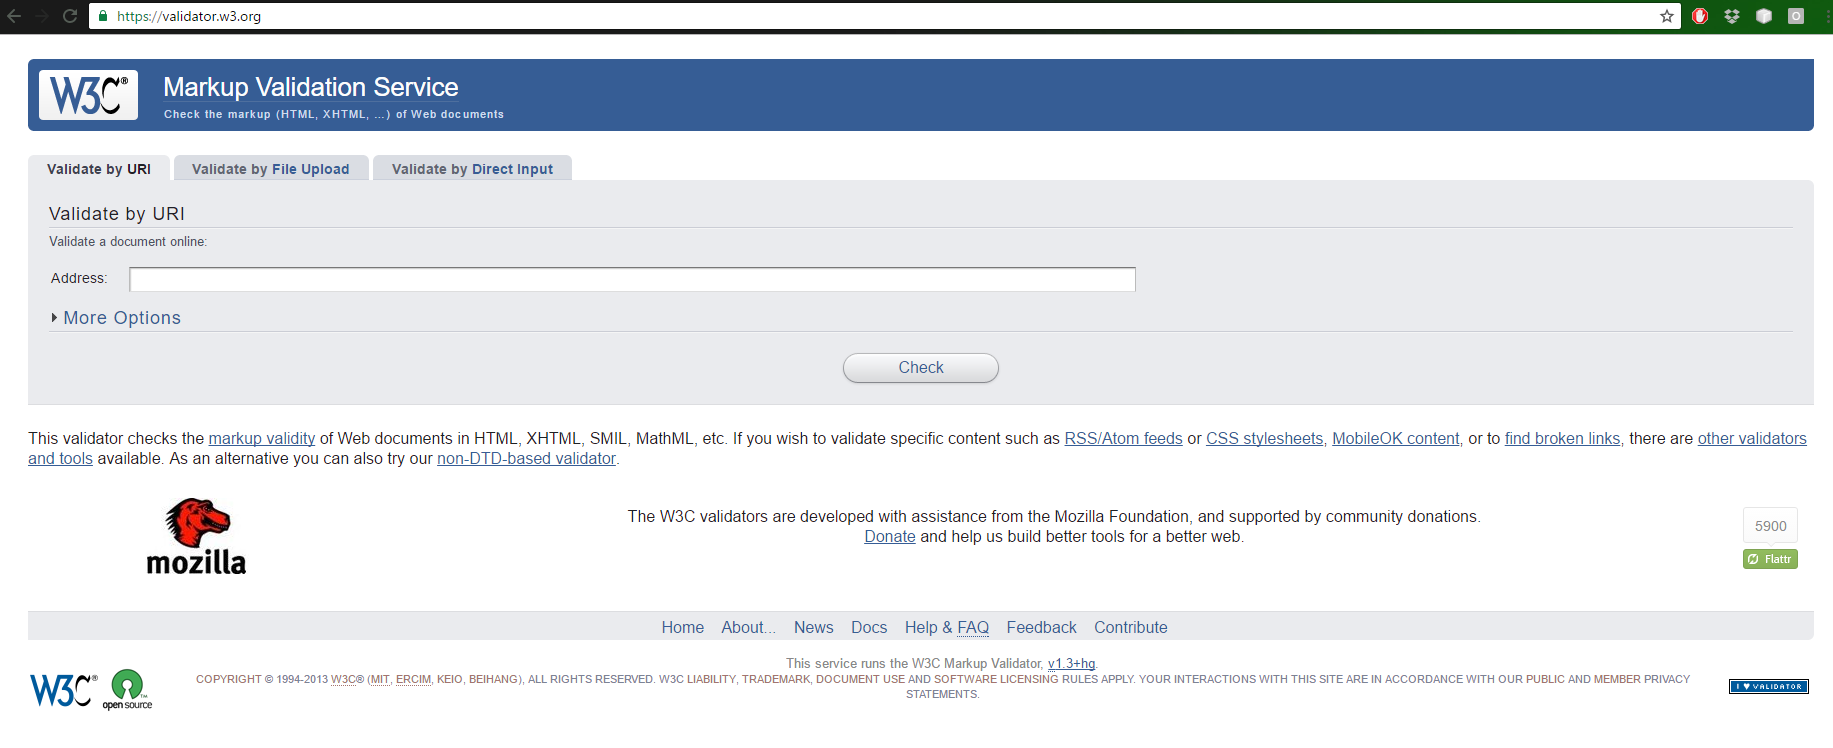 https://validator.w3.org
W3C®
Markup Validation Service
Check the markup (HTML, XHTML, ...) of Web documents
Validate by URI
Validate by File Upload
Validate by Direct Input
Validate by URI
Validate a document online:
Address:
More Options
Check
This validator checks the markup validity of Web documents in HTML, XHTML, SMIL, MathML, etc. If you wish to validate specific content such as RSS/Atom feeds or CSS stylesheets, MobileOK content, or to find broken links, there are other validators
and tools available. As an alternative you can also try our non-DTD-based validator.
mozilla
The W3C validators are developed with assistance from the Mozilla Foundation, and supported by community donations.
Donate and help us build better tools for a better web.
5900
Flattr
Home About... News Docs Help & FAQ Feedback Contribute
This service runs the W3C Markup Validator, v1.3+hg.
W3C®
open source
TM
COPYRIGHT © 1994-2013 W3C® (MIT, ERCIM, KEIO, BEIHANG), ALL RIGHTS RESERVED. W3C LIABILITY, TRADEMARK, DOCUMENT USE AND SOFTWARE LICENSING RULES APPLY. YOUR INTERACTIONS WITH THIS SITE ARE IN ACCORDANCE WITH OUR PUBLIC AND MEMBER PRIVACY
STATEMENTS.
I ♥ VALIDATOR